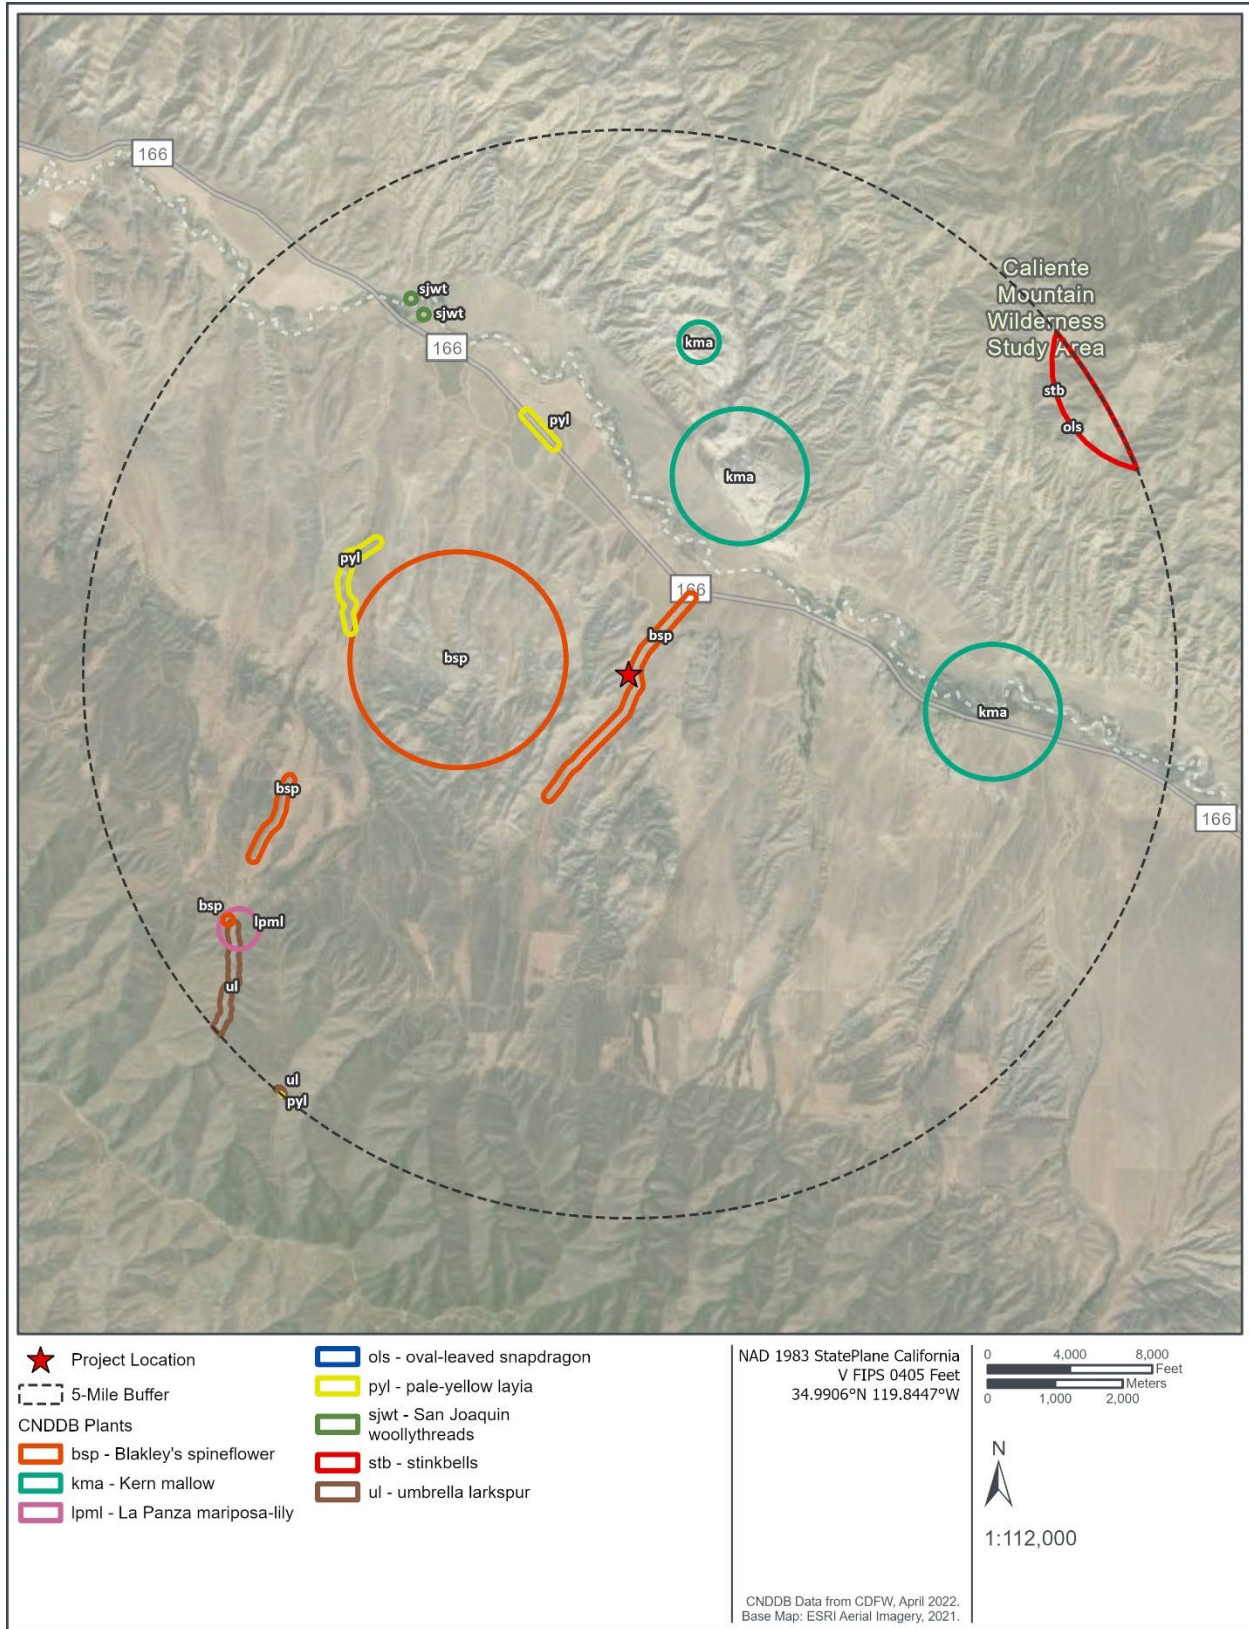 166
sjwt
sjwt
166
Caliente
Mountain
Wilderness
Study Area
kma
stb
ols
pyl
kma
pyl
166
bsp
bsp
kma
bsp
166
bsp
lpml
ul
ul
pyl
Project Location
5-Mile Buffer
CNDDB Plants
bsp - Blakley's spineflower
kma - Kern mallow
lpml - La Panza mariposa-lily
ols - oval-leaved snapdragon
pyl - pale-yellow layia
sjwt - San Joaquin
woollythreads
stb - stinkbells
ul - umbrella larkspur
NAD 1983 StatePlane California
V FIPS 0405 Feet
34.9906°N 119.8447°W
CNDDB Data from CDFW, April 2022.
Base Map: ESRI Aerial Imagery, 2021.
0 4,000 8,000
Feet
Meters
0 1,000 2,000
N
1:112,000